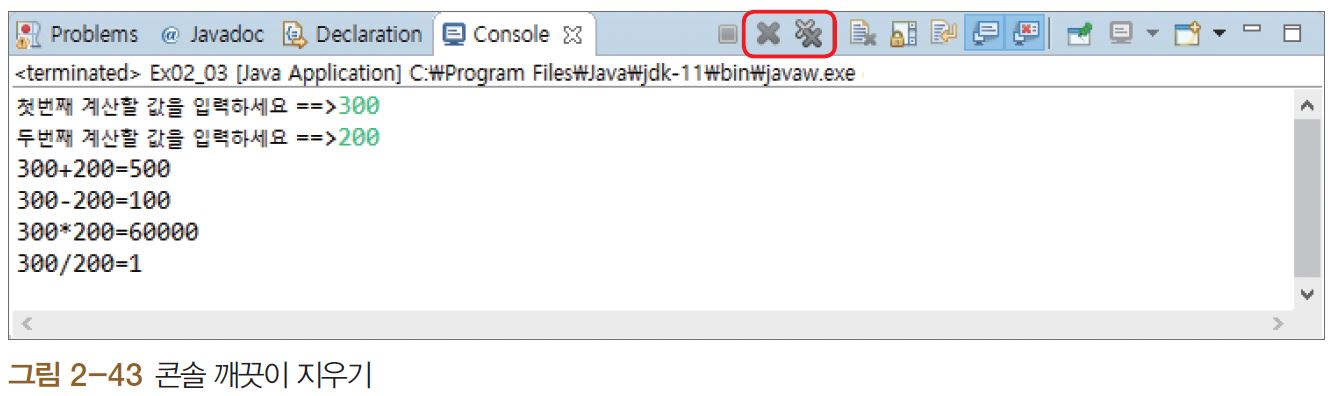 Problems @ Javadoc Declaration Console
<terminated> Ex02_03 [Java Application] C:₩Program Files₩Java₩jdk-11₩bin₩javaw.exe
첫번째 계산할 값을 입력하세요 ==>300
두번째 계산할 값을 입력하세요 ==>200
300+200=500
300-200=100
300*200=60000
300/200=1
그림 2-43 콘솔 깨끗이 지우기